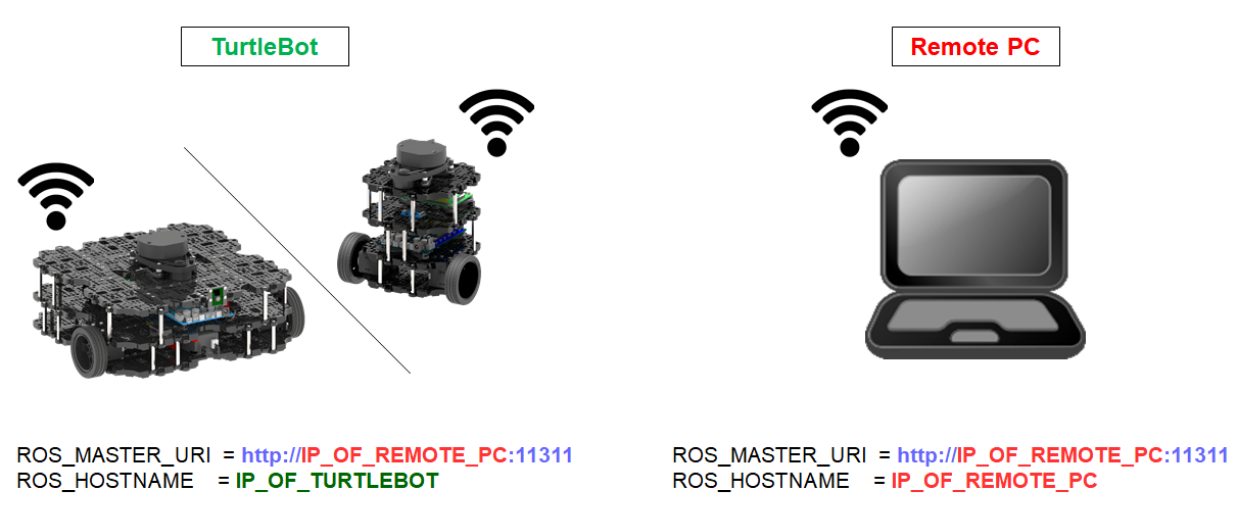 TurtleBot
Remote PC
ROS_MASTER_URI = http://IP_OF_REMOTE_PC:11311
ROS_HOSTNAME = IP_OF_TURTLEBOT
ROS_MASTER_URI = http://IP_OF_REMOTE_PC:11311
ROS_HOSTNAME = IP_OF_REMOTE_PC